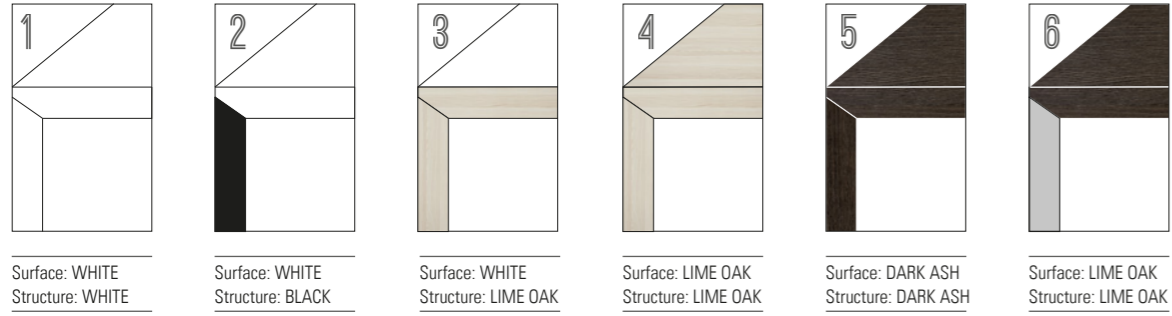 1
2
3
4
5
6
Surface: WHITE
Structure: WHITE
Surface: WHITE
Structure: BLACK
Surface: WHITE
Structure: LIME OAK
Surface: LIME OAK
Structure: LIME OAK
Surface: DARK ASH
Structure: DARK ASH
Surface: LIME OAK
Structure: LIME OAK